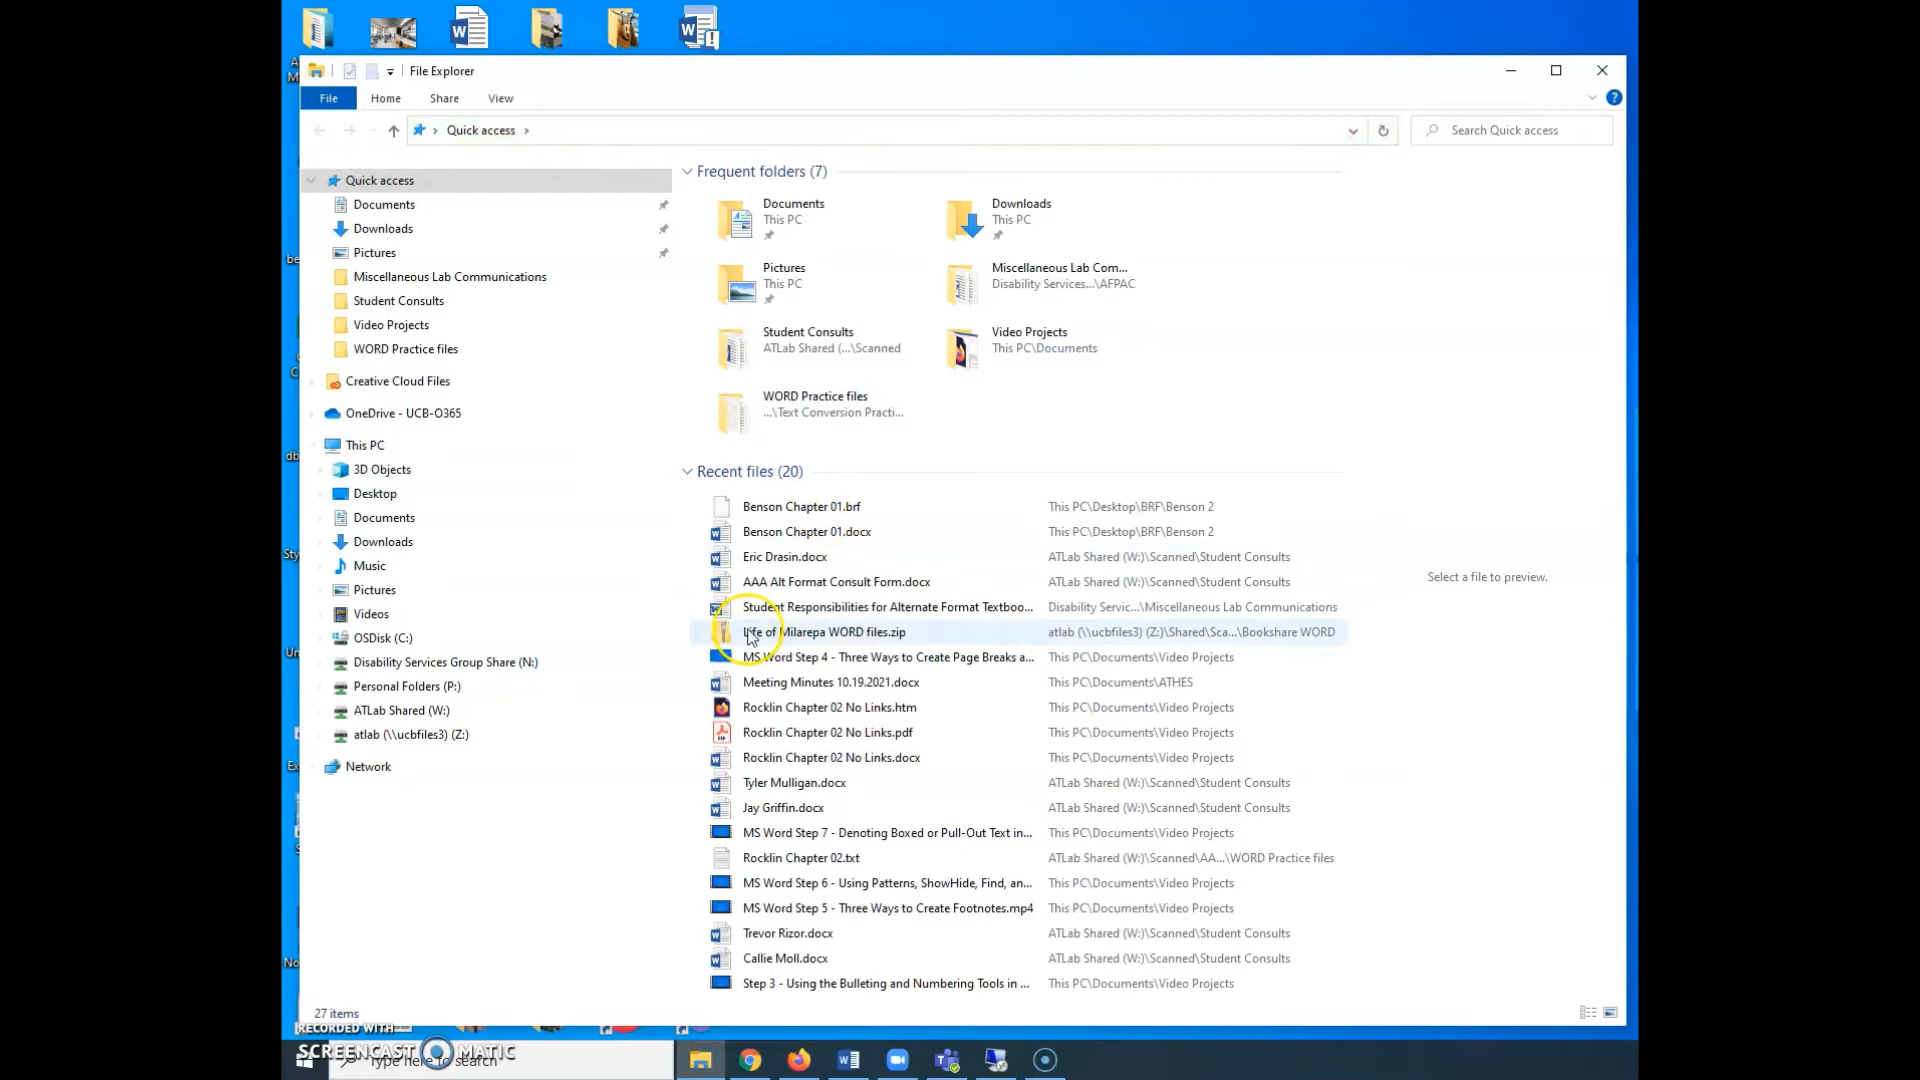 File Explorer
File Home Share View
Quick access Search Quick access
Quick access
Documents
Downloads
Pictures
Miscellaneous Lab Communications
Student Consults
Video Projects
WORD Practice files
Creative Cloud Files
OneDrive - UCB-O365
This PC
3D Objects
Desktop
Documents
Downloads
Music
Pictures
Videos
OSDisk (C:)
Disability Services Group Share (N:)
Personal Folders (P:)
ATLab Shared (W:)
atlab (\\ucbfiles3) (Z:)
Network
Frequent folders (7)
Documents
This PC
Downloads
This PC
Pictures
This PC
Miscellaneous Lab Com...
Disability Services...\AFPAC
Student Consults
ATLab Shared (...\Scanned
Video Projects
This PC\Documents
WORD Practice files
...\Text Conversion Practi...
Recent files (20)
Benson Chapter 01.brf This PC\Desktop\BRF\Benson 2
Benson Chapter 01.docx This PC\Desktop\BRF\Benson 2
Eric Drasin.docx ATLab Shared (W:)\Scanned\Student Consults
AAA Alt Format Consult Form.docx ATLab Shared (W:)\Scanned\Student Consults
Student Responsibilities for Alternate Format Textboo... Disability Servic...\Miscellaneous Lab Communications
Life of Milarepa WORD files.zip atlab (\\ucbfiles3) (Z:)\Shared\Sca...\Bookshare WORD
MS Word Step 4 - Three Ways to Create Page Breaks a... This PC\Documents\Video Projects
Meeting Minutes 10.19.2021.docx This PC\Documents\ATHES
Rocklin Chapter 02 No Links.htm This PC\Documents\Video Projects
Rocklin Chapter 02 No Links.pdf This PC\Documents\Video Projects
Rocklin Chapter 02 No Links.docx This PC\Documents\Video Projects
Tyler Mulligan.docx ATLab Shared (W:)\Scanned\Student Consults
Jay Griffin.docx ATLab Shared (W:)\Scanned\Student Consults
MS Word Step 7 - Denoting Boxed or Pull-Out Text in... This PC\Documents\Video Projects
Rocklin Chapter 02.txt ATLab Shared (W:)\Scanned\AA...\WORD Practice files
MS Word Step 6 - Using Patterns, ShowHide, Find, an... This PC\Documents\Video Projects
MS Word Step 5 - Three Ways to Create Footnotes.mp4 This PC\Documents\Video Projects
Trevor Rizor.docx ATLab Shared (W:)\Scanned\Student Consults
Callie Moll.docx ATLab Shared (W:)\Scanned\Student Consults
Step 3 - Using the Bulleting and Numbering Tools in ... This PC\Documents\Video Projects
Select a file to preview.
27 items
RECORDED WITH
SCREENCAST MATIC
Type here to search